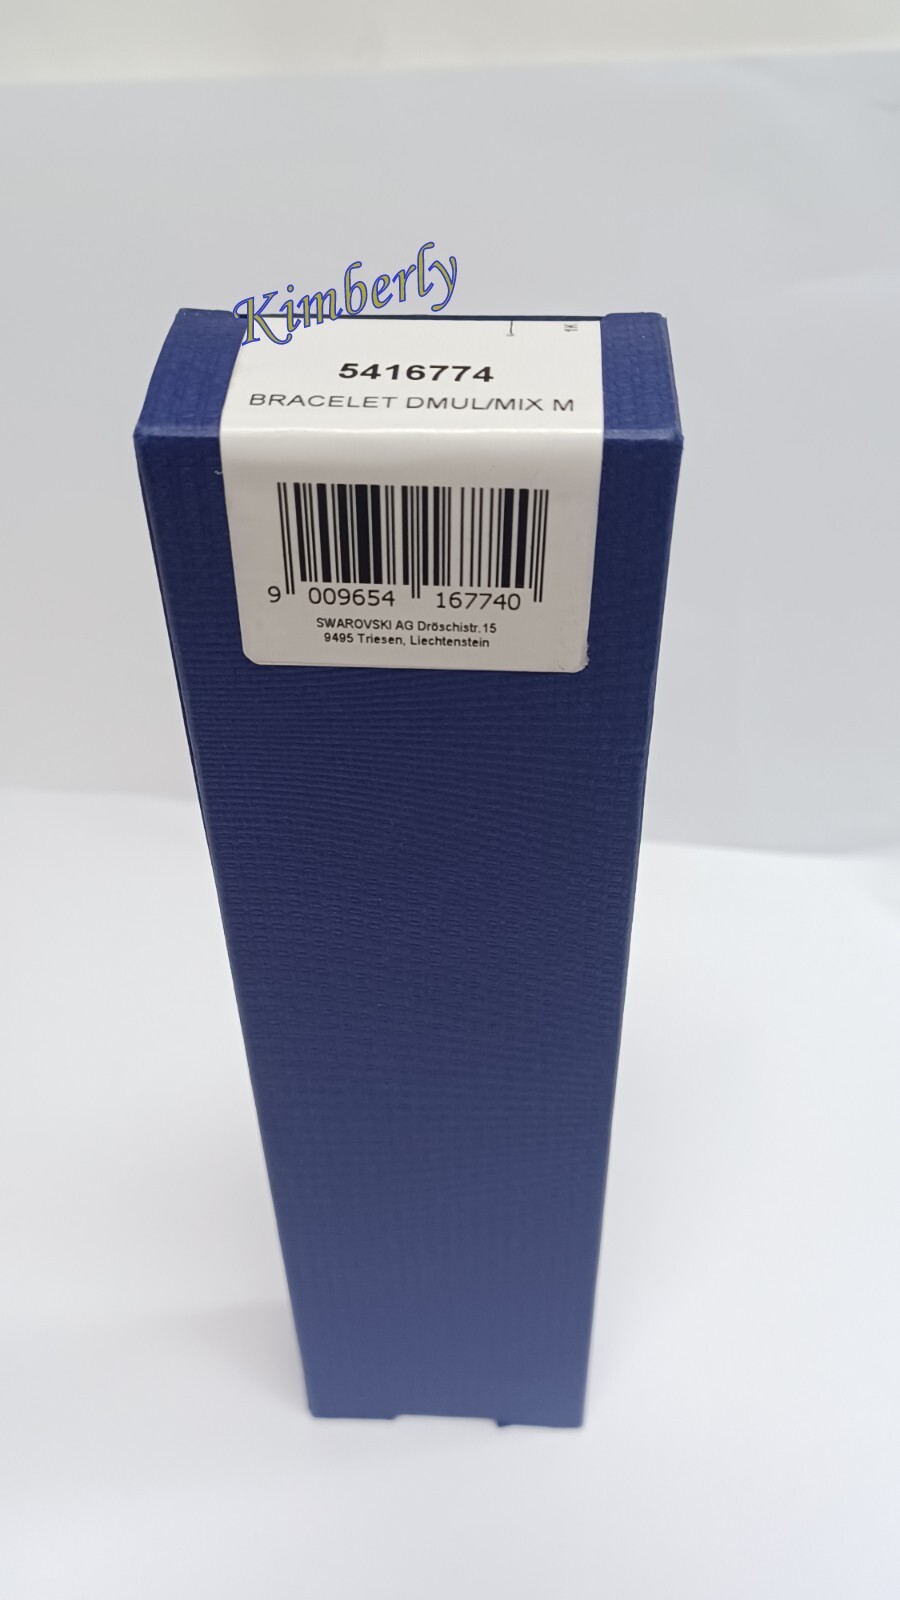 Kimberly
5416774
BRACELET DMUL/MIX M
9 009654 167740
SWAROVSKI AG Dröschistr.15
9495 Triesen, Liechtenstein